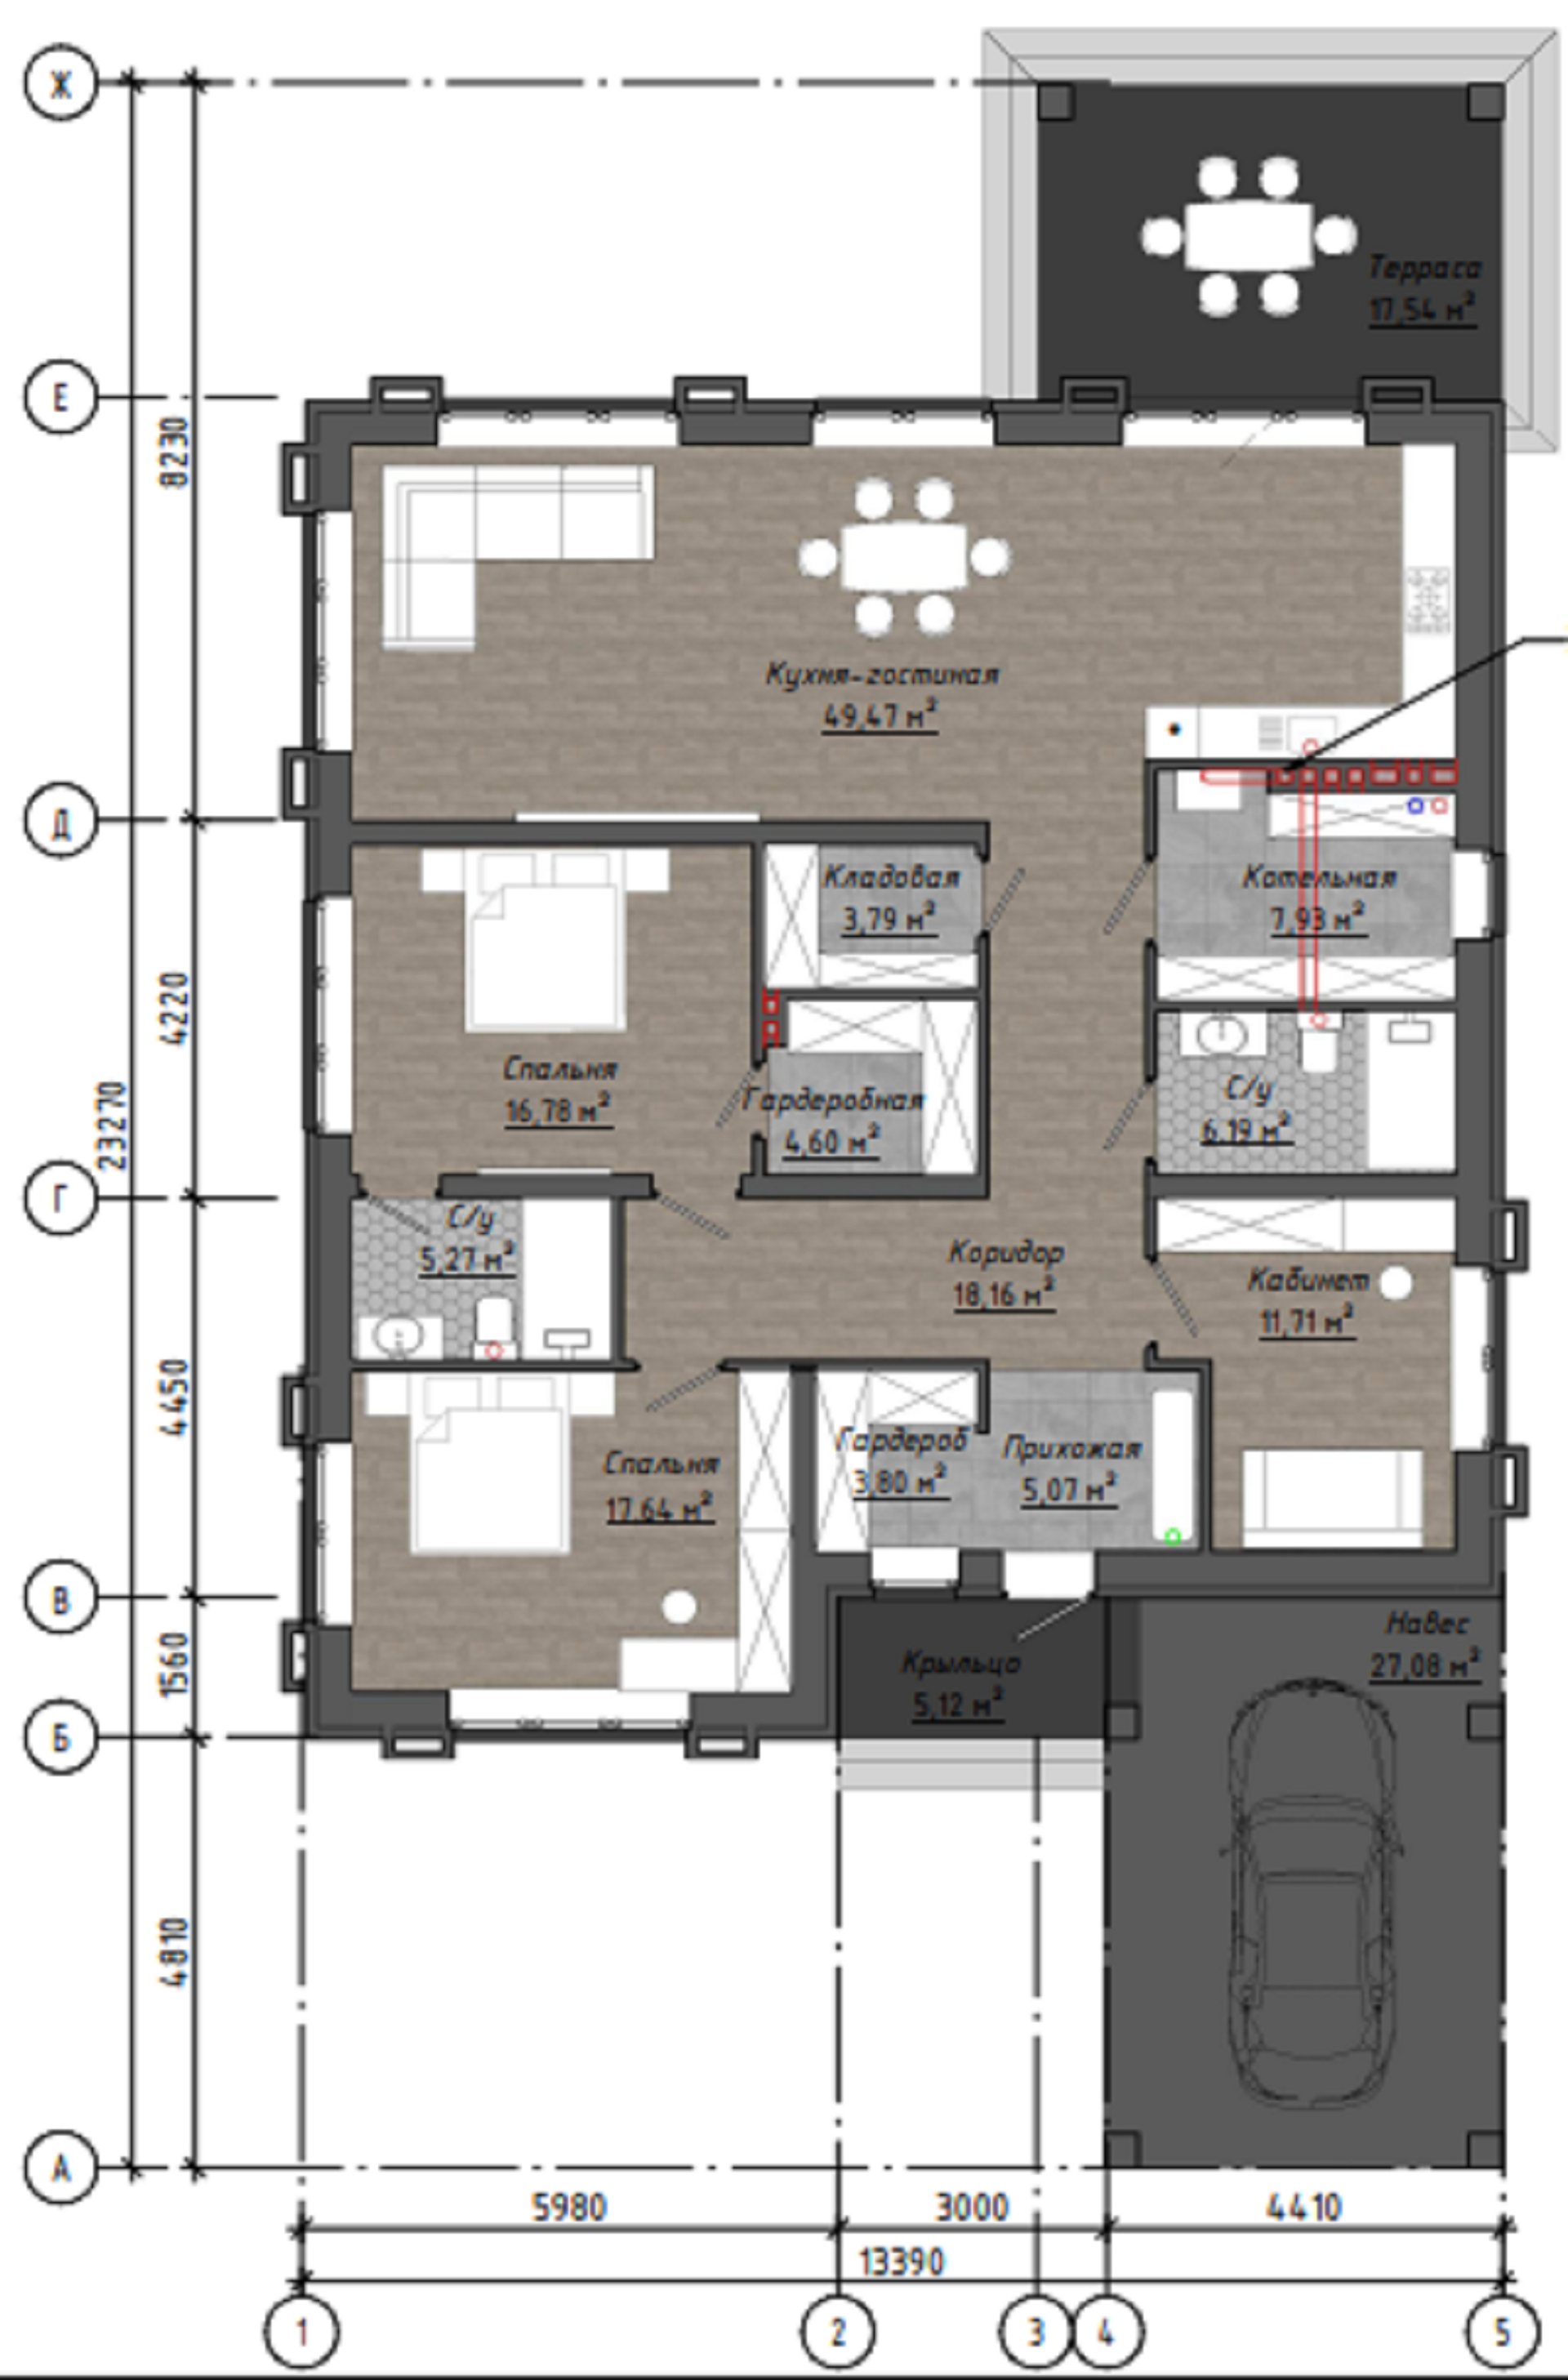 Ж
Терраса
17,54 м²
Е
8230
Кухня-гостиная
49,47 м²
Д
Кладовая
3,79 м²
Котельная
7,93 м²
4220
23270
Спальня
16,78 м²
Гардеробная
4,60 м²
С/у
6,19 м²
Г
С/у
5,27 м²
Коридор
18,16 м²
Кабинет
11,71 м²
4450
Гардероб
3,80 м²
Прихожая
5,07 м²
Спальня
17,64 м²
В
Навес
27,08 м²
1560
Крыльцо
5,12 м²
Б
4810
А
5980
3000
4410
13390
1
2
3
4
5